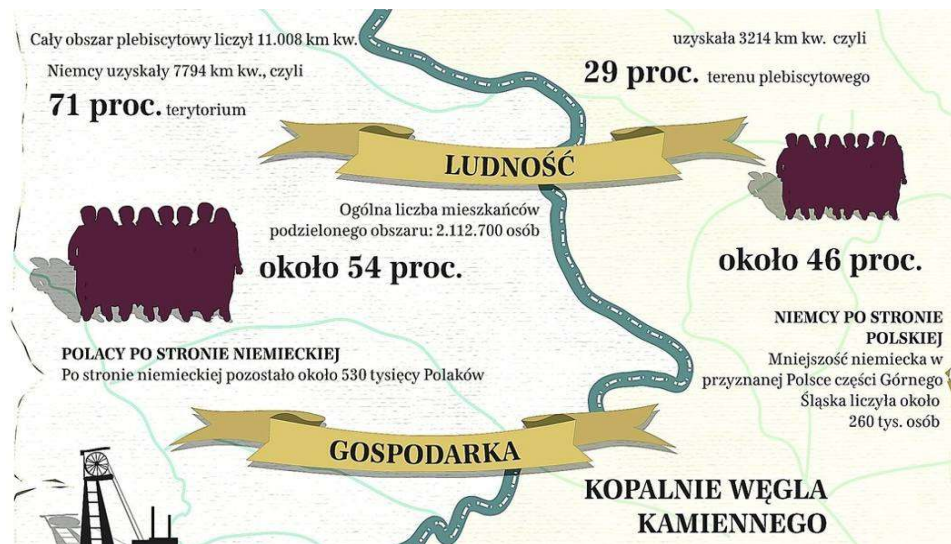 Cały obszar plebiscytowy liczył 11.008 km kw.
Niemcy uzyskały 7794 km kw., czyli
71 proc. terytorium
uzyskała 3214 km kw. czyli
29 proc. terenu plebiscytowego
LUDNOŚĆ
Ogólna liczba mieszkańców
podzielonego obszaru: 2.112.700 osób
około 54 proc.
około 46 proc.
POLACY PO STRONIE NIEMIECKIEJ
Po stronie niemieckiej pozostało około 530 tysięcy Polaków
NIEMCY PO STRONIE
POLSKIEJ
Mniejszość niemiecka w
przyznanej Polsce części Górnego
Śląska liczyła około
260 tys. osób
GOSPODARKA
KOPALNIE WĘGLA
KAMIENNEGO